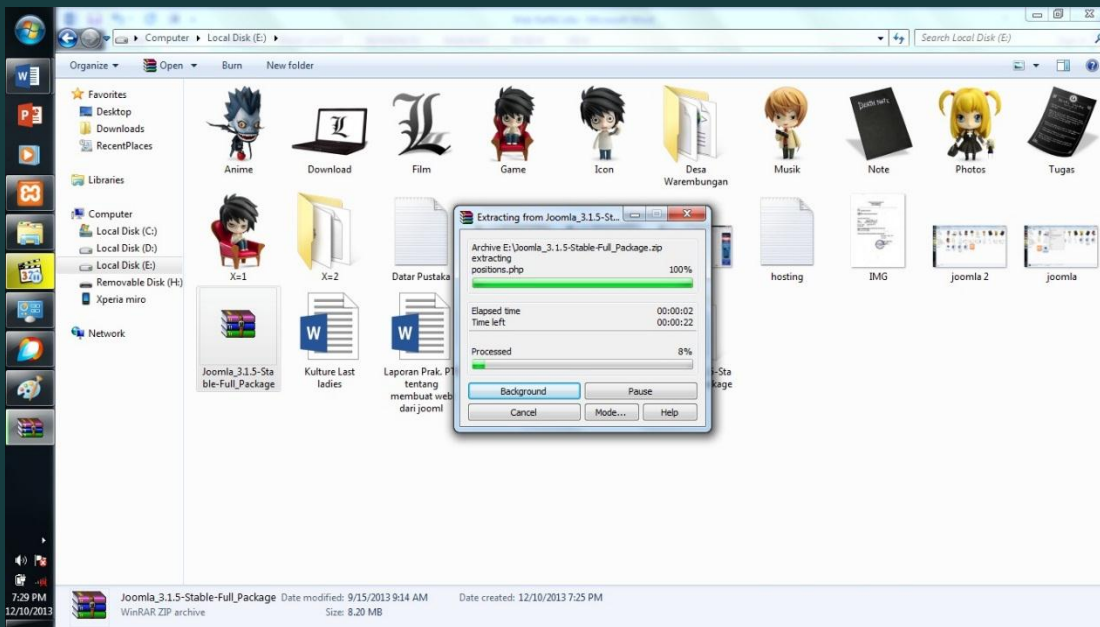 Computer ▸ Local Disk (E:) ▸
Search Local Disk (E:)
Organize ▾ Open ▾ Burn New folder
Favorites
Desktop
Downloads
RecentPlaces
Libraries
Computer
Local Disk (C:)
Local Disk (D:)
Local Disk (E:)
Removable Disk (H:)
Xperia miro
Network
Anime Download Film Game Icon Desa Musik Note Photos Tugas
Warembungan
X=1 X=2 Datar Pustaka hosting IMG joomla 2 joomla
Joomla_3.1.5-Sta Kulture Last Laporan Prak. P
ble-Full_Package ladies tentang
membuat web
dari jooml
Extracting from Joomla_3.1.5-St...
Archive E:\Joomla_3.1.5-Stable-Full_Package.zip
extracting
positions.php 100%
Elapsed time 00:00:02
Time left 00:00:22
Processed 8%
Background Pause
Cancel Mode... Help
7:29 PM
12/10/2013
Joomla_3.1.5-Stable-Full_Package Date modified: 9/15/2013 9:14 AM Date created: 12/10/2013 7:25 PM
WinRAR ZIP archive Size: 8.20 MB